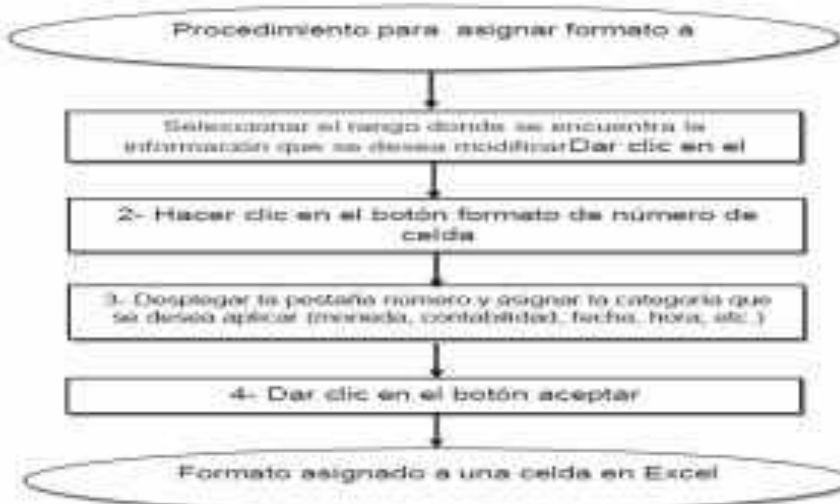 Procedimiento para asignar formato a
Seleccionar el rango donde se encuentra la
información que se desea modificarDar clic en el
2- Hacer clic en el botón formato de número de
celda
3- Desplegar la pestaña número y asignar la categoría que
se desea aplicar (moneda, contabilidad, fecha, hora, etc.)
4- Dar clic en el botón aceptar
Formato asignado a una celda en Excel